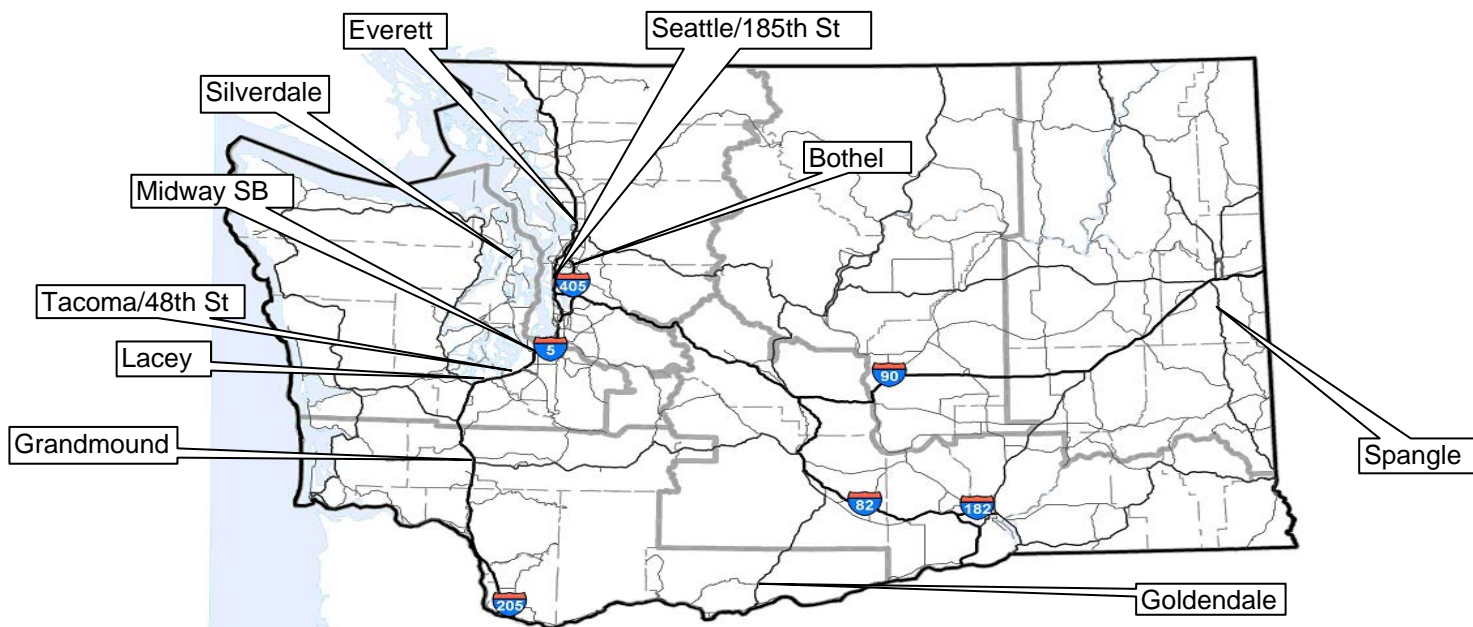 Everett
Seattle/185th St
Silverdale
Bothel
Midway SB
405
Tacoma/48th St
5
Lacey
90
Grandmound
Spangle
82
182
Goldendale
205